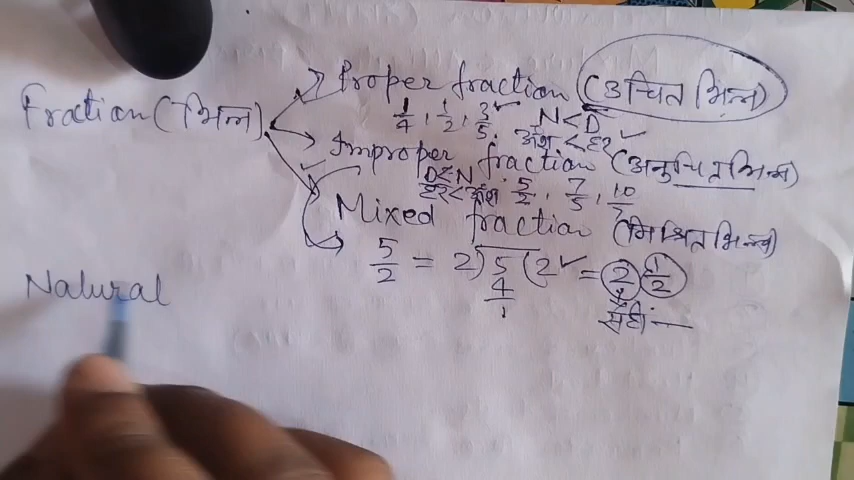 Proper fraction (उचित भिन्न)
Fraction (भिन्न)
1/4, 1/2, 3/5 N<D
अंश < हर
Improper fraction (अनुचित भिन्न)
D<N
हर<अंश 5/2, 7/5, 10/7
Mixed fraction (मिश्रित भिन्न)
5/2 = 2)5(2 = 2 1/2
4
1
Natural